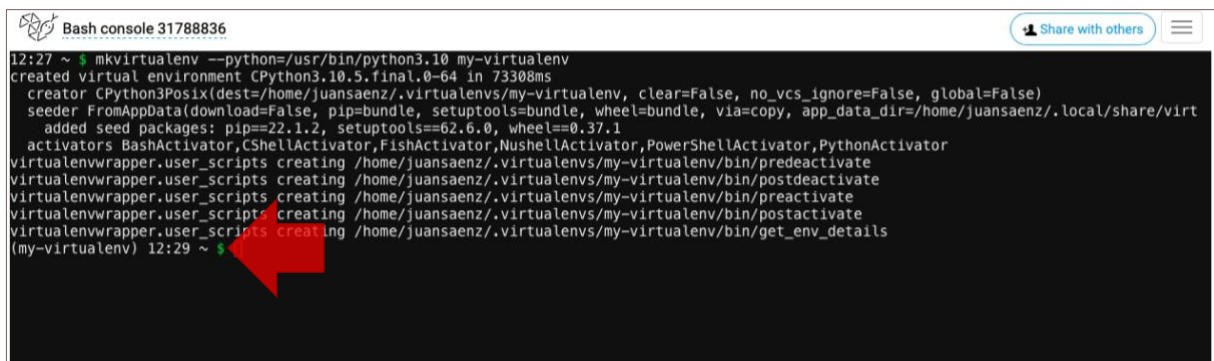 Bash console 31788836
Share with others
12:27 ~ $ mkvirtualenv --python=/usr/bin/python3.10 my-virtualenv
created virtual environment CPython3.10.5.final.0-64 in 73308ms
  creator CPython3Posix(dest=/home/juansaenz/.virtualenvs/my-virtualenv, clear=False, no_vcs_ignore=False, global=False)
  seeder FromAppData(download=False, pip=bundle, setuptools=bundle, wheel=bundle, via=copy, app_data_dir=/home/juansaenz/.local/share/virt
    added seed packages: pip==22.1.2, setuptools==62.6.0, wheel==0.37.1
  activators BashActivator,CShellActivator,FishActivator,NushellActivator,PowerShellActivator,PythonActivator
virtualenvwrapper.user_scripts creating /home/juansaenz/.virtualenvs/my-virtualenv/bin/predeactivate
virtualenvwrapper.user_scripts creating /home/juansaenz/.virtualenvs/my-virtualenv/bin/postdeactivate
virtualenvwrapper.user_scripts creating /home/juansaenz/.virtualenvs/my-virtualenv/bin/preactivate
virtualenvwrapper.user_scripts creating /home/juansaenz/.virtualenvs/my-virtualenv/bin/postactivate
virtualenvwrapper.user_scripts creating /home/juansaenz/.virtualenvs/my-virtualenv/bin/get_env_details
(my-virtualenv) 12:29 ~ $